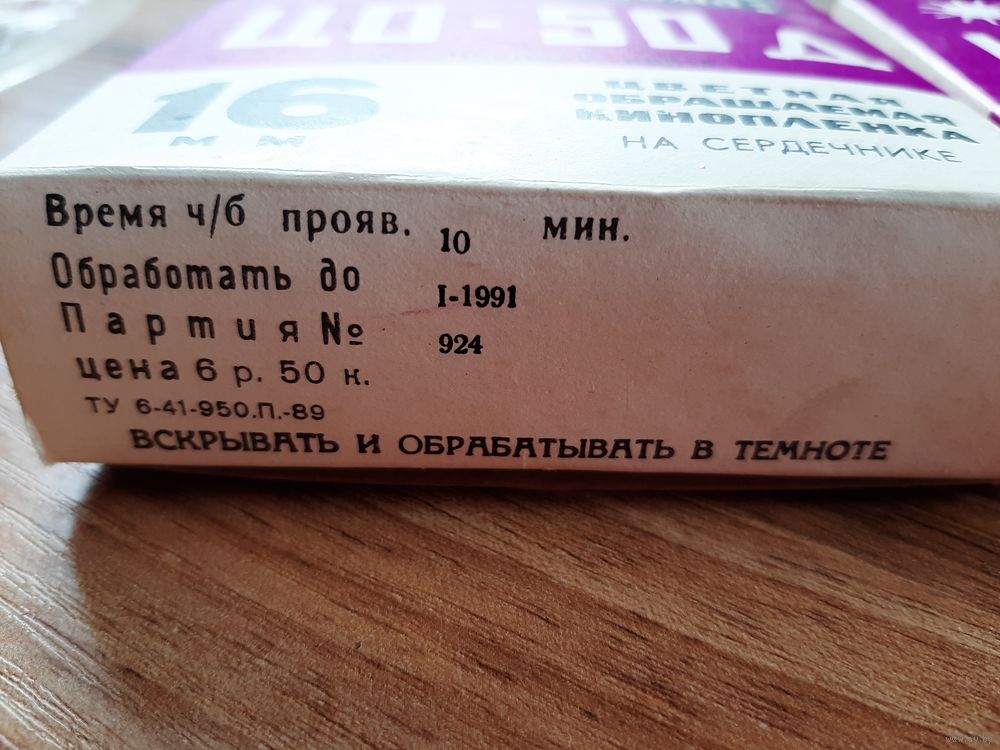 ЦО-50Д
16
мм
ЦВЕТНАЯ
ОБРАЩАЕМАЯ
КИНОПЛЕНКА
НА СЕРДЕЧНИКЕ
Время ч/б прояв. 10 мин.
Обработать до I-1991
Партия № 924
цена 6 р. 50 к.
ТУ 6-41-950.П.-89
ВСКРЫВАТЬ И ОБРАБАТЫВАТЬ В ТЕМНОТЕ